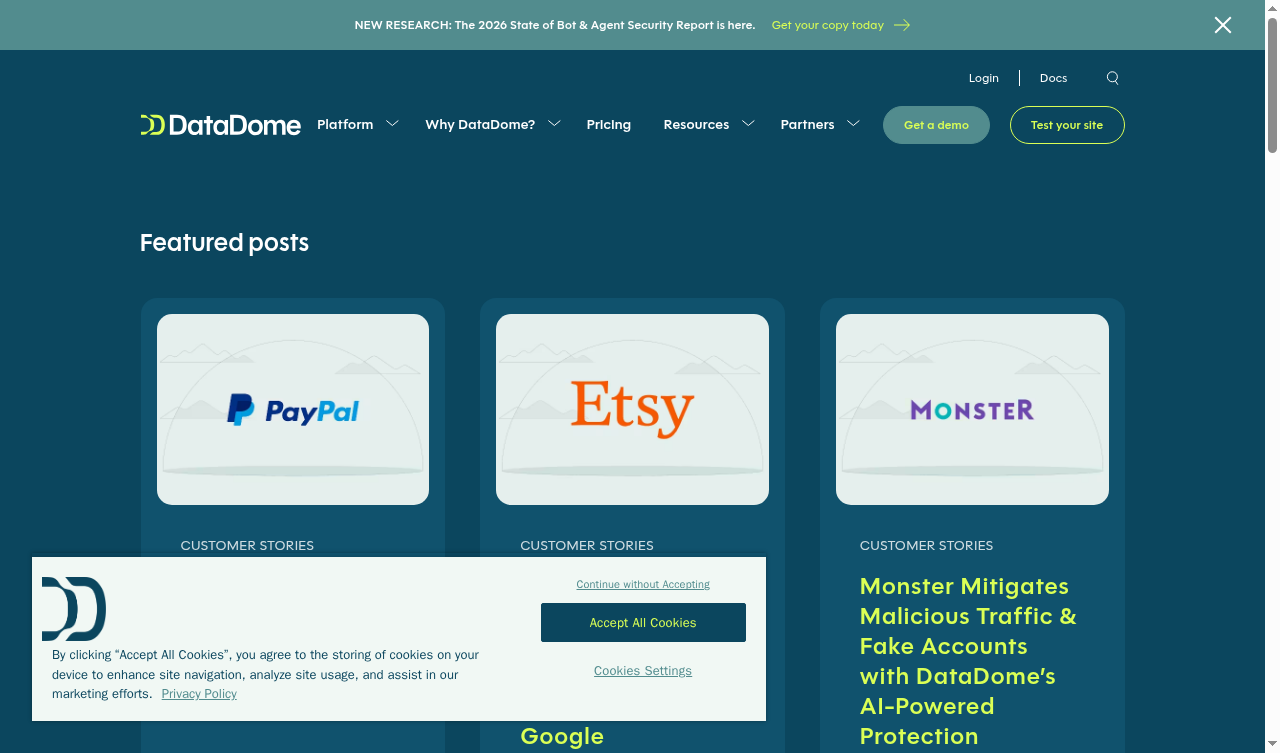 NEW RESEARCH: The 2026 State of Bot & Agent Security Report is here. Get your copy today
Login Docs
DataDome Platform Why DataDome? Pricing Resources Partners Get a demo Test your site
Featured posts
PayPal
Etsy
MONSTER
CUSTOMER STORIES
CUSTOMER STORIES
CUSTOMER STORIES
Monster Mitigates
Malicious Traffic &
Fake Accounts
with DataDome's
AI-Powered
Protection
Google
Continue without Accepting
Accept All Cookies
Cookies Settings
By clicking “Accept All Cookies”, you agree to the storing of cookies on your
device to enhance site navigation, analyze site usage, and assist in our
marketing efforts. Privacy Policy